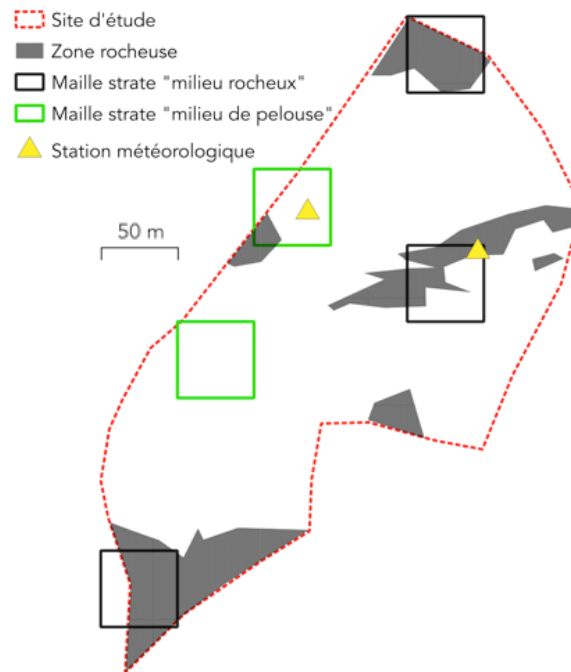 Site d'étude
Zone rocheuse
Maille strate "milieu rocheux"
Maille strate "milieu de pelouse"
Station météorologique
50 m